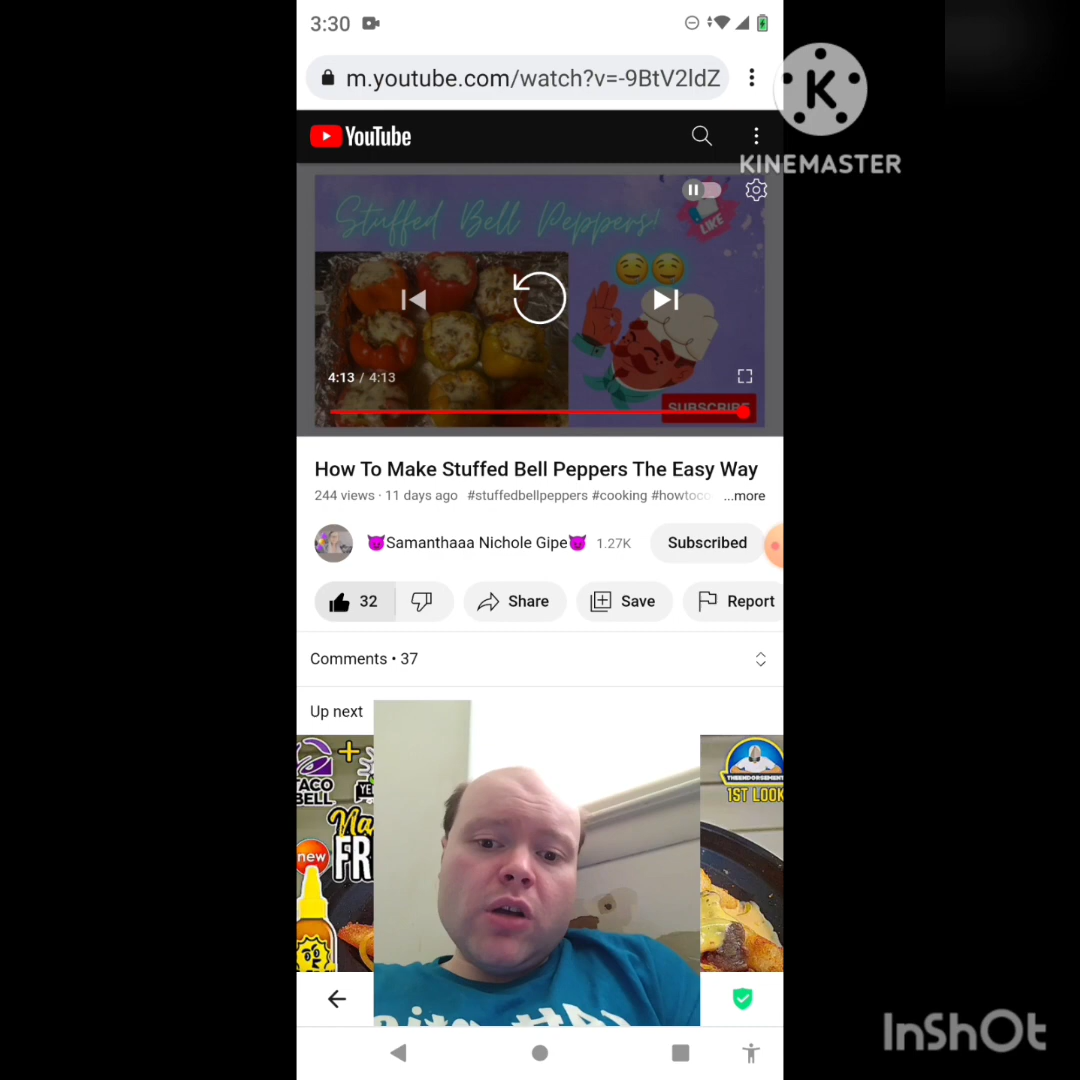 3:30
m.youtube.com/watch?v=-9BtV2ldZ
K
KINEMASTER
YouTube
Stuffed Bell Peppers!
LIKE
4:13 / 4:13
SUBSCRIBE
How To Make Stuffed Bell Peppers The Easy Way
244 views · 11 days ago #stuffedbellpeppers #cooking #howtoco ...more
😈Samanthaaa Nichole Gipe😈 1.27K Subscribed
32 Share Save Report
Comments • 37
Up next
TACO
BELL
new
FR
THEENDORSEMENT
1ST LOOK
InShOt